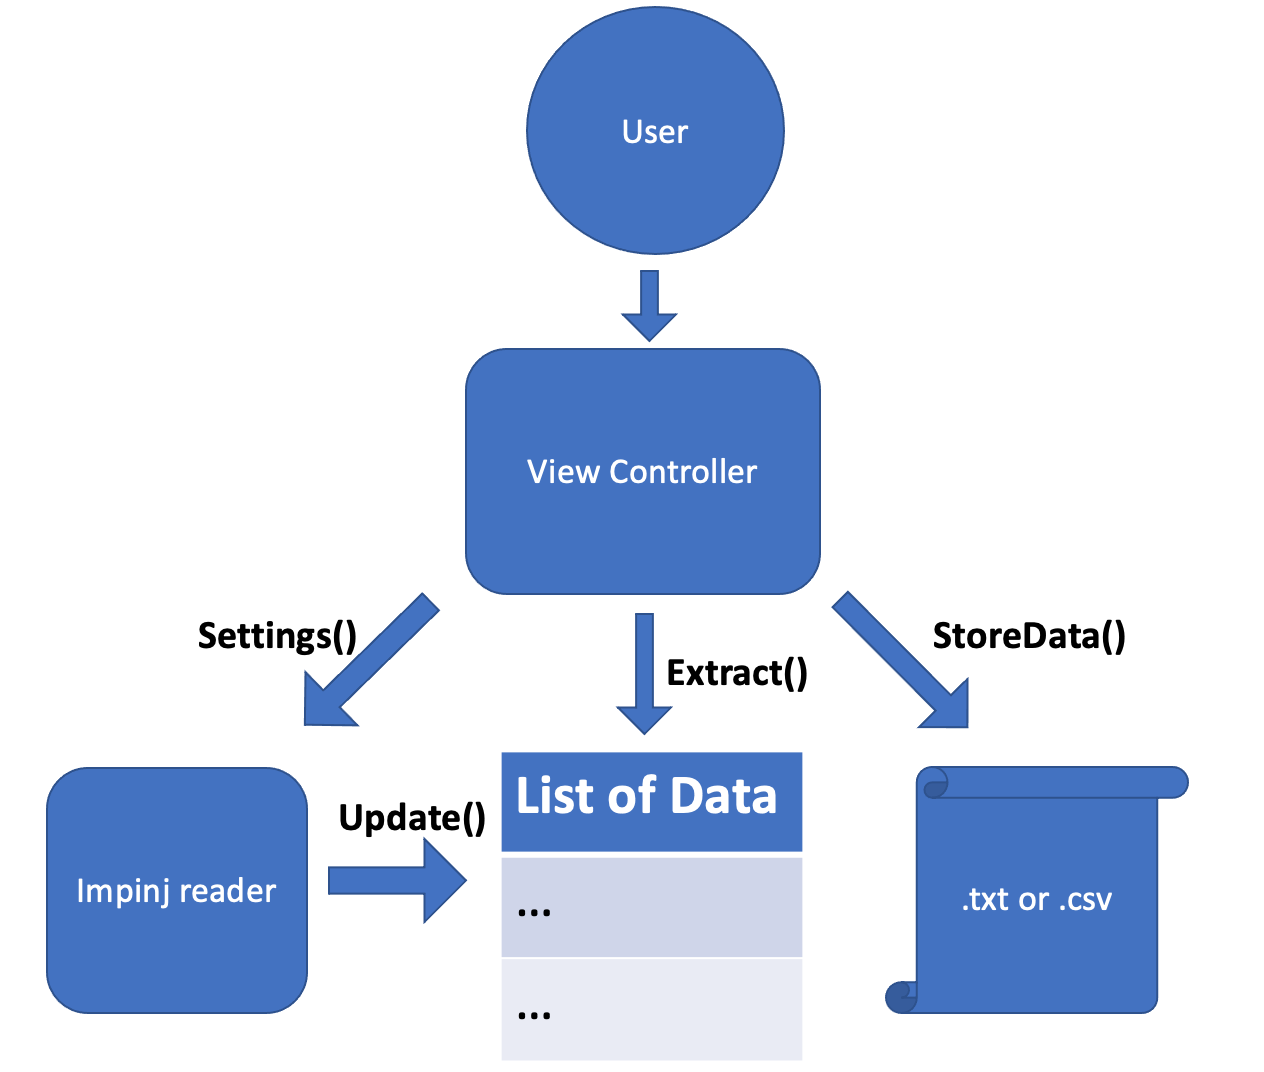 User
View Controller
Settings()
Extract()
StoreData()
Update()
List of Data
Impinj reader
...
.txt or .csv
...